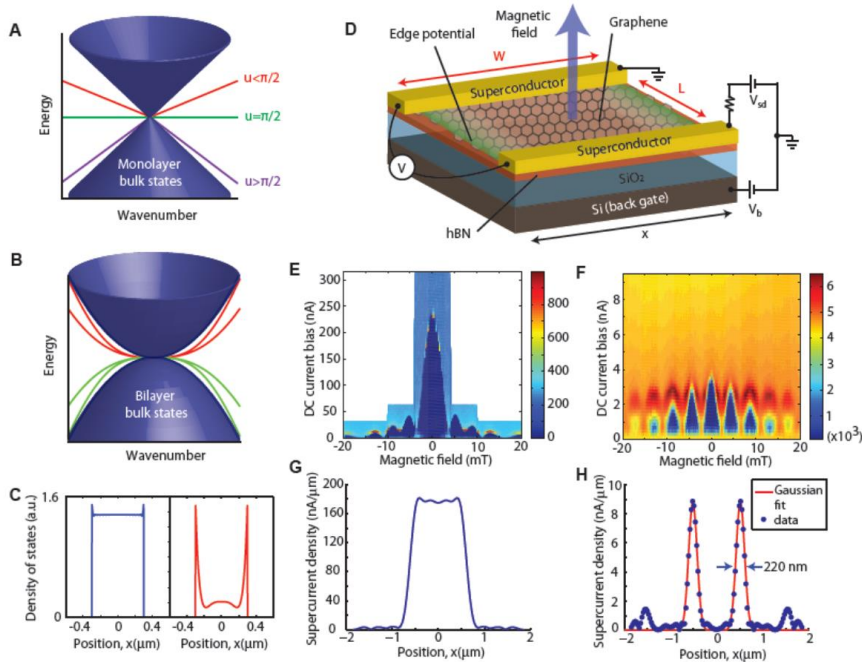 A
Energy
u<π/2
u=π/2
u>π/2
Monolayer
bulk states
Wavenumber
B
Energy
Bilayer
bulk states
Wavenumber
C
Density of states (a.u.)
1.6
0
-0.4
0
0.4
-0.4
0
0.4
Position, x(μm)
Position, x(μm)
D
Magnetic
field
Graphene
Edge potential
W
L
Superconductor
Superconductor
V
SiO₂
Si (back gate)
hBN
x
Vsd
Vb
E
DC current bias (nA)
300
250
200
150
100
50
0
-20
-10
0
10
20
Magnetic field (mT)
800
600
400
200
0
F
DC current bias (nA)
8
6
4
2
0
-20
-10
0
10
20
Magnetic field (mT)
6
5
4
3
2
1
(x10³)
G
Supercurrent density (nA/μm)
200
160
120
80
40
0
−2
−1
0
1
2
Position, x(μm)
H
Supercurrent density (nA/μm)
10
8
6
4
2
0
−2
−1
0
1
2
Position, x(μm)
Gaussian
fit
data
220 nm